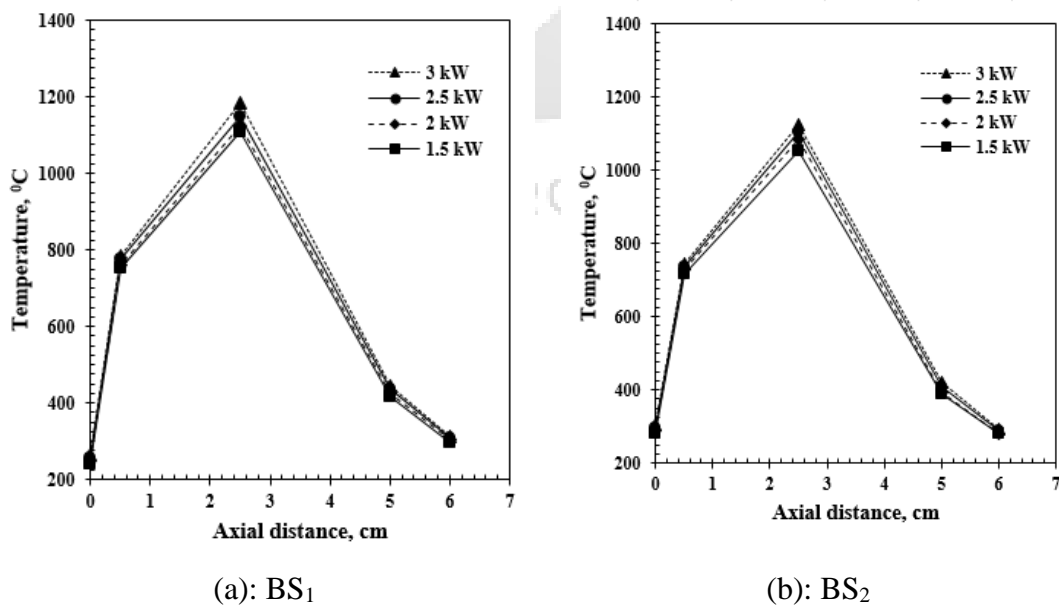 1400
1200
1000
800
600
400
200
Temperature, ⁰C
3 kW
2.5 kW
2 kW
1.5 kW
0 1 2 3 4 5 6 7
Axial distance, cm
(a): BS₁
1400
1200
1000
800
600
400
200
Temperature, ⁰C
3 kW
2.5 kW
2 kW
1.5 kW
0 1 2 3 4 5 6 7
Axial distance, cm
(b): BS₂